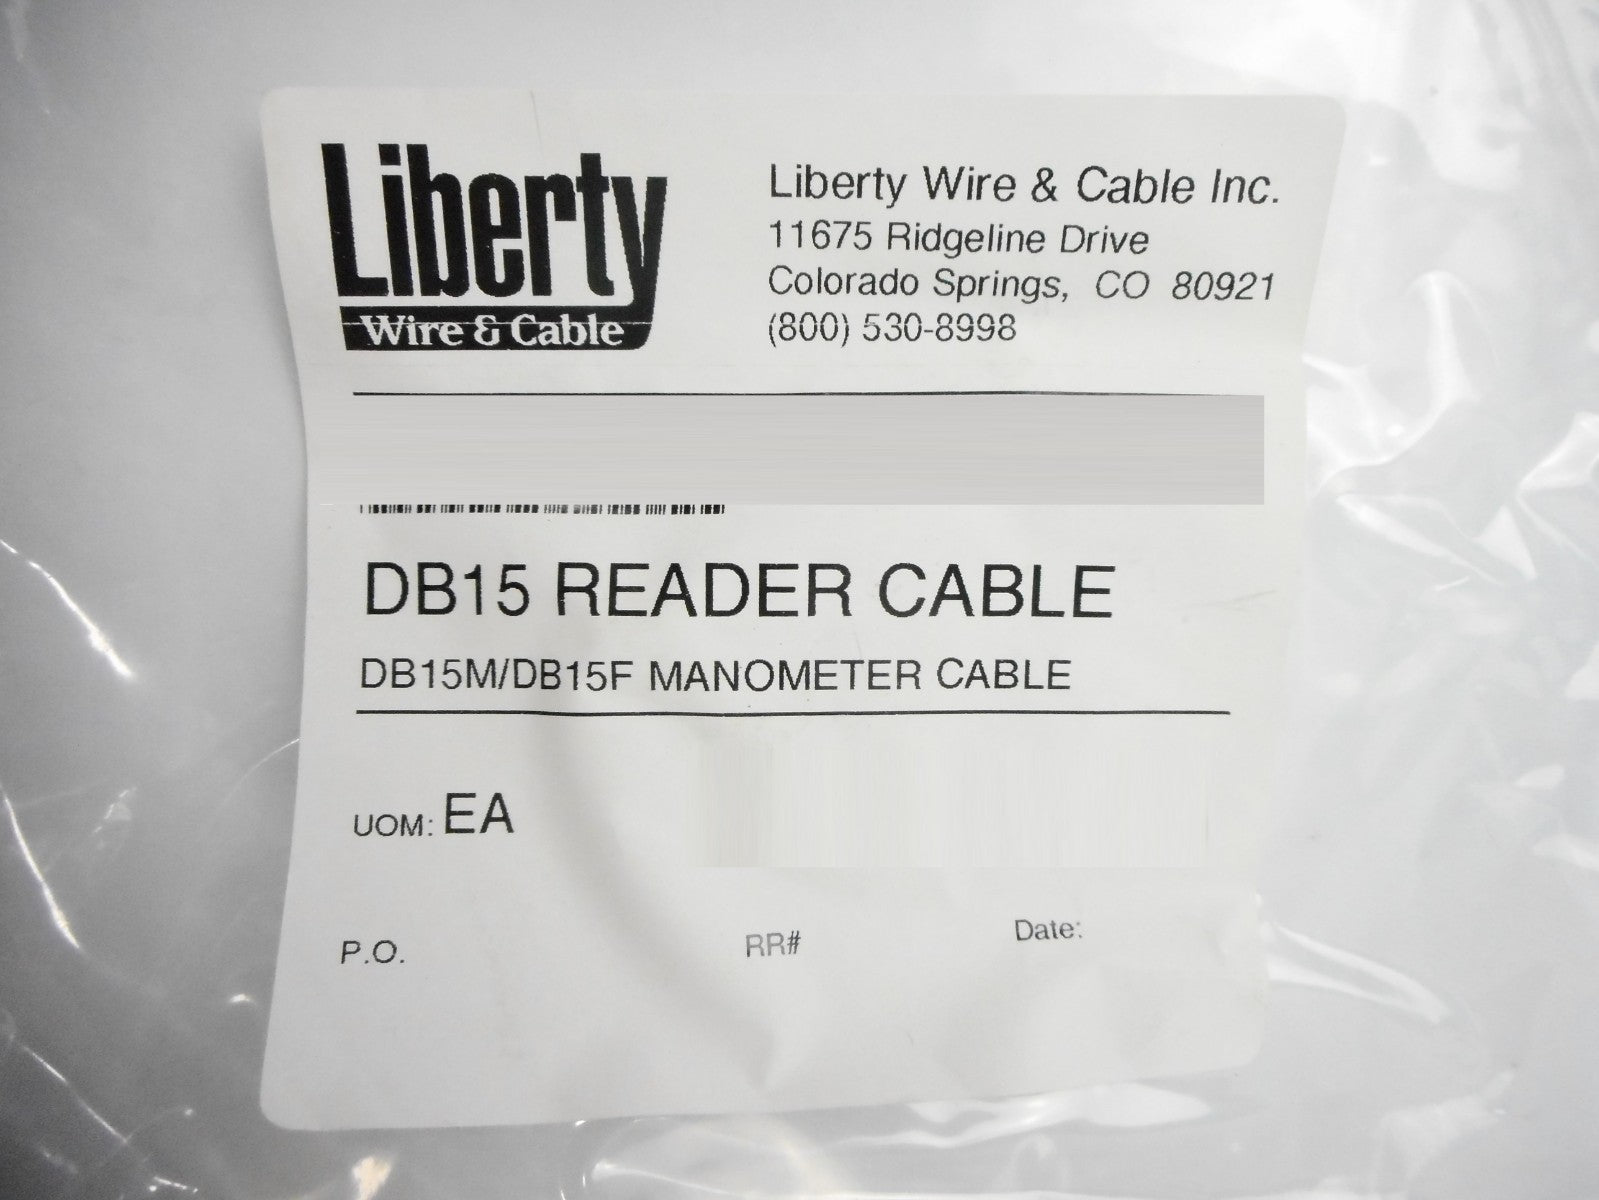 Liberty
Wire & Cable
Liberty Wire & Cable Inc.
11675 Ridgeline Drive
Colorado Springs, CO 80921
(800) 530-8998
DB15 READER CABLE
DB15M/DB15F MANOMETER CABLE
UOM: EA
P.O.
RR#
Date: